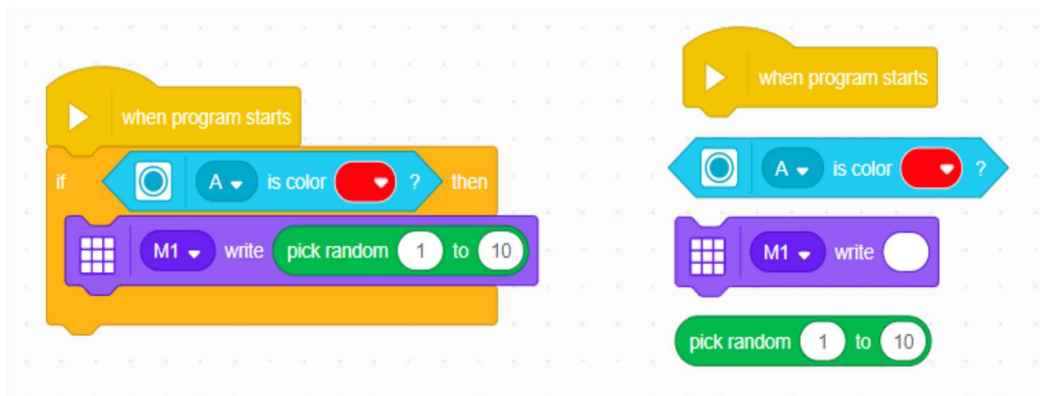 when program starts
if A is color ? then
M1 write pick random 1 to 10
when program starts
A is color ?
M1 write
pick random 1 to 10